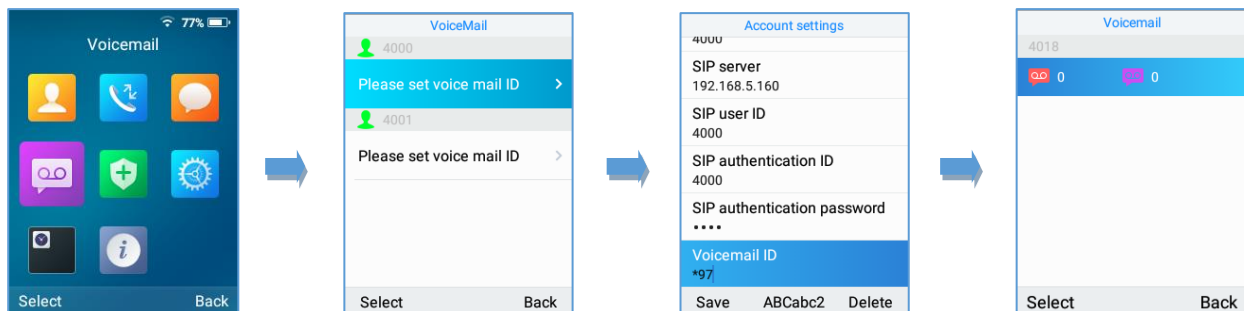 77%
Voicemail
Select Back
VoiceMail
4000
Please set voice mail ID
4001
Please set voice mail ID
Select Back
Account settings
4000
SIP server
192.168.5.160
SIP user ID
4000
SIP authentication ID
4000
SIP authentication password
••••
Voicemail ID
*97
Save ABCabc2 Delete
Voicemail
4018
0 0
Select Back